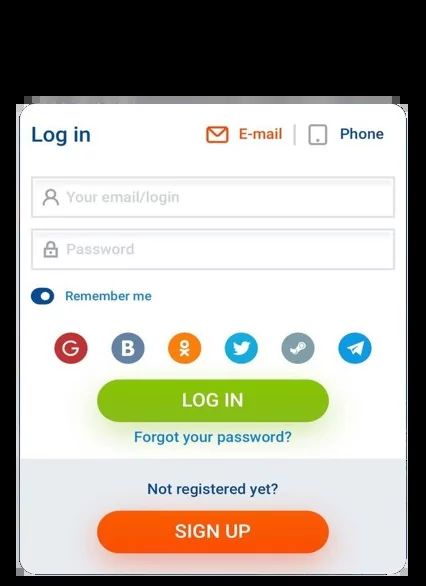 Log in
E-mail
Phone
Your email/login
Password
Remember me
G B
LOG IN
Forgot your password?
Not registered yet?
SIGN UP